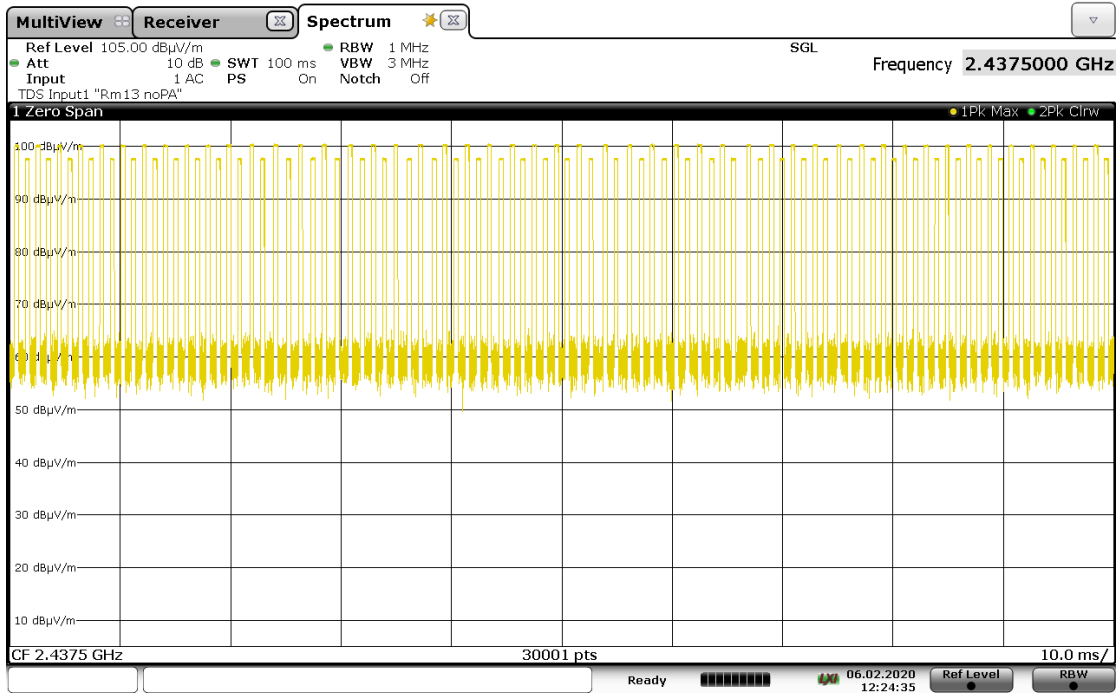 MultiView Receiver Spectrum
Ref Level 105.00 dBµV/m RBW 1 MHz SGL
Att 10 dB SWT 100 ms VBW 3 MHz Frequency 2.4375000 GHz
Input 1 AC PS On Notch Off
TDS Input1 "Rm13 noPA"
1 Zero Span 1Pk Max 2Pk Clrw
100 dBµV/m
90 dBµV/m
80 dBµV/m
70 dBµV/m
60 dBµV/m
50 dBµV/m
40 dBµV/m
30 dBµV/m
20 dBµV/m
10 dBµV/m
CF 2.4375 GHz 30001 pts 10.0 ms/
Ready LXI 06.02.2020 Ref Level RBW
12:24:35